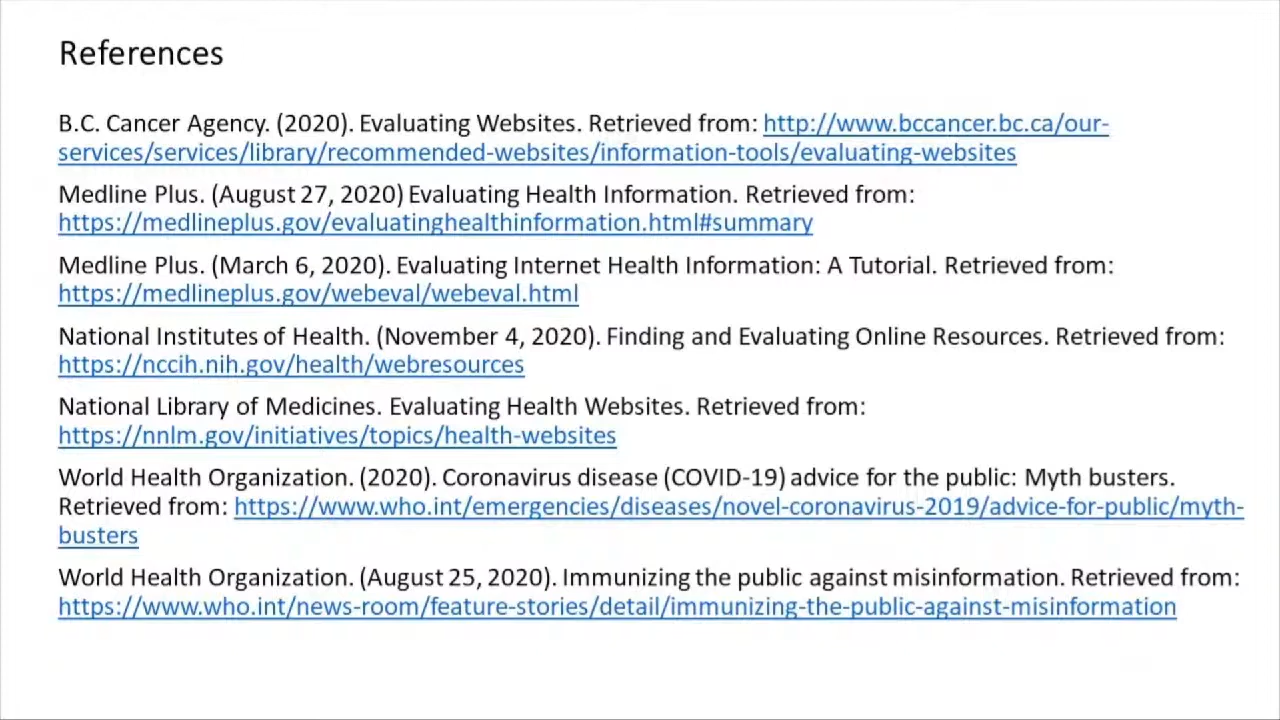 References
B.C. Cancer Agency. (2020). Evaluating Websites. Retrieved from: http://www.bccancer.bc.ca/our-
services/services/library/recommended-websites/information-tools/evaluating-websites
Medline Plus. (August 27, 2020) Evaluating Health Information. Retrieved from:
https://medlineplus.gov/evaluatinghealthinformation.html#summary
Medline Plus. (March 6, 2020). Evaluating Internet Health Information: A Tutorial. Retrieved from:
https://medlineplus.gov/webeval/webeval.html
National Institutes of Health. (November 4, 2020). Finding and Evaluating Online Resources. Retrieved from:
https://nccih.nih.gov/health/webresources
National Library of Medicines. Evaluating Health Websites. Retrieved from:
https://nnlm.gov/initiatives/topics/health-websites
World Health Organization. (2020). Coronavirus disease (COVID-19) advice for the public: Myth busters.
Retrieved from: https://www.who.int/emergencies/diseases/novel-coronavirus-2019/advice-for-public/myth-
busters
World Health Organization. (August 25, 2020). Immunizing the public against misinformation. Retrieved from:
https://www.who.int/news-room/feature-stories/detail/immunizing-the-public-against-misinformation